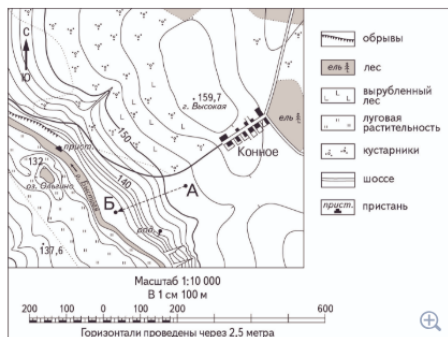 С
Ю
159,7
г. Высокая
ель
Конное
150
прист.
132
оз. Ольгино
140
А
Б
137,6
обрывы
ель
лес
вырубленный
лес
луговая
растительность
кустарники
шоссе
прист.
пристань
Масштаб 1:10 000
В 1 см 100 м
200 100 0 100 200 600
Горизонтали проведены через 2,5 метра